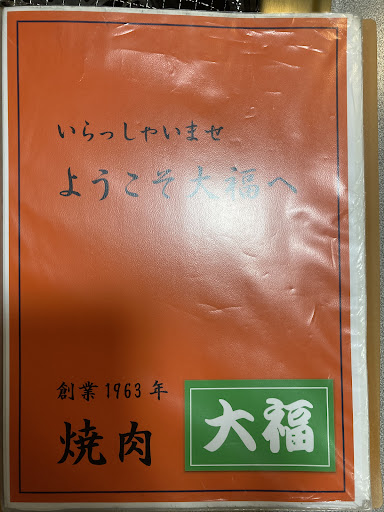 いらっしゃいませ
ようこそ大福へ
創業1963年
焼肉
大福